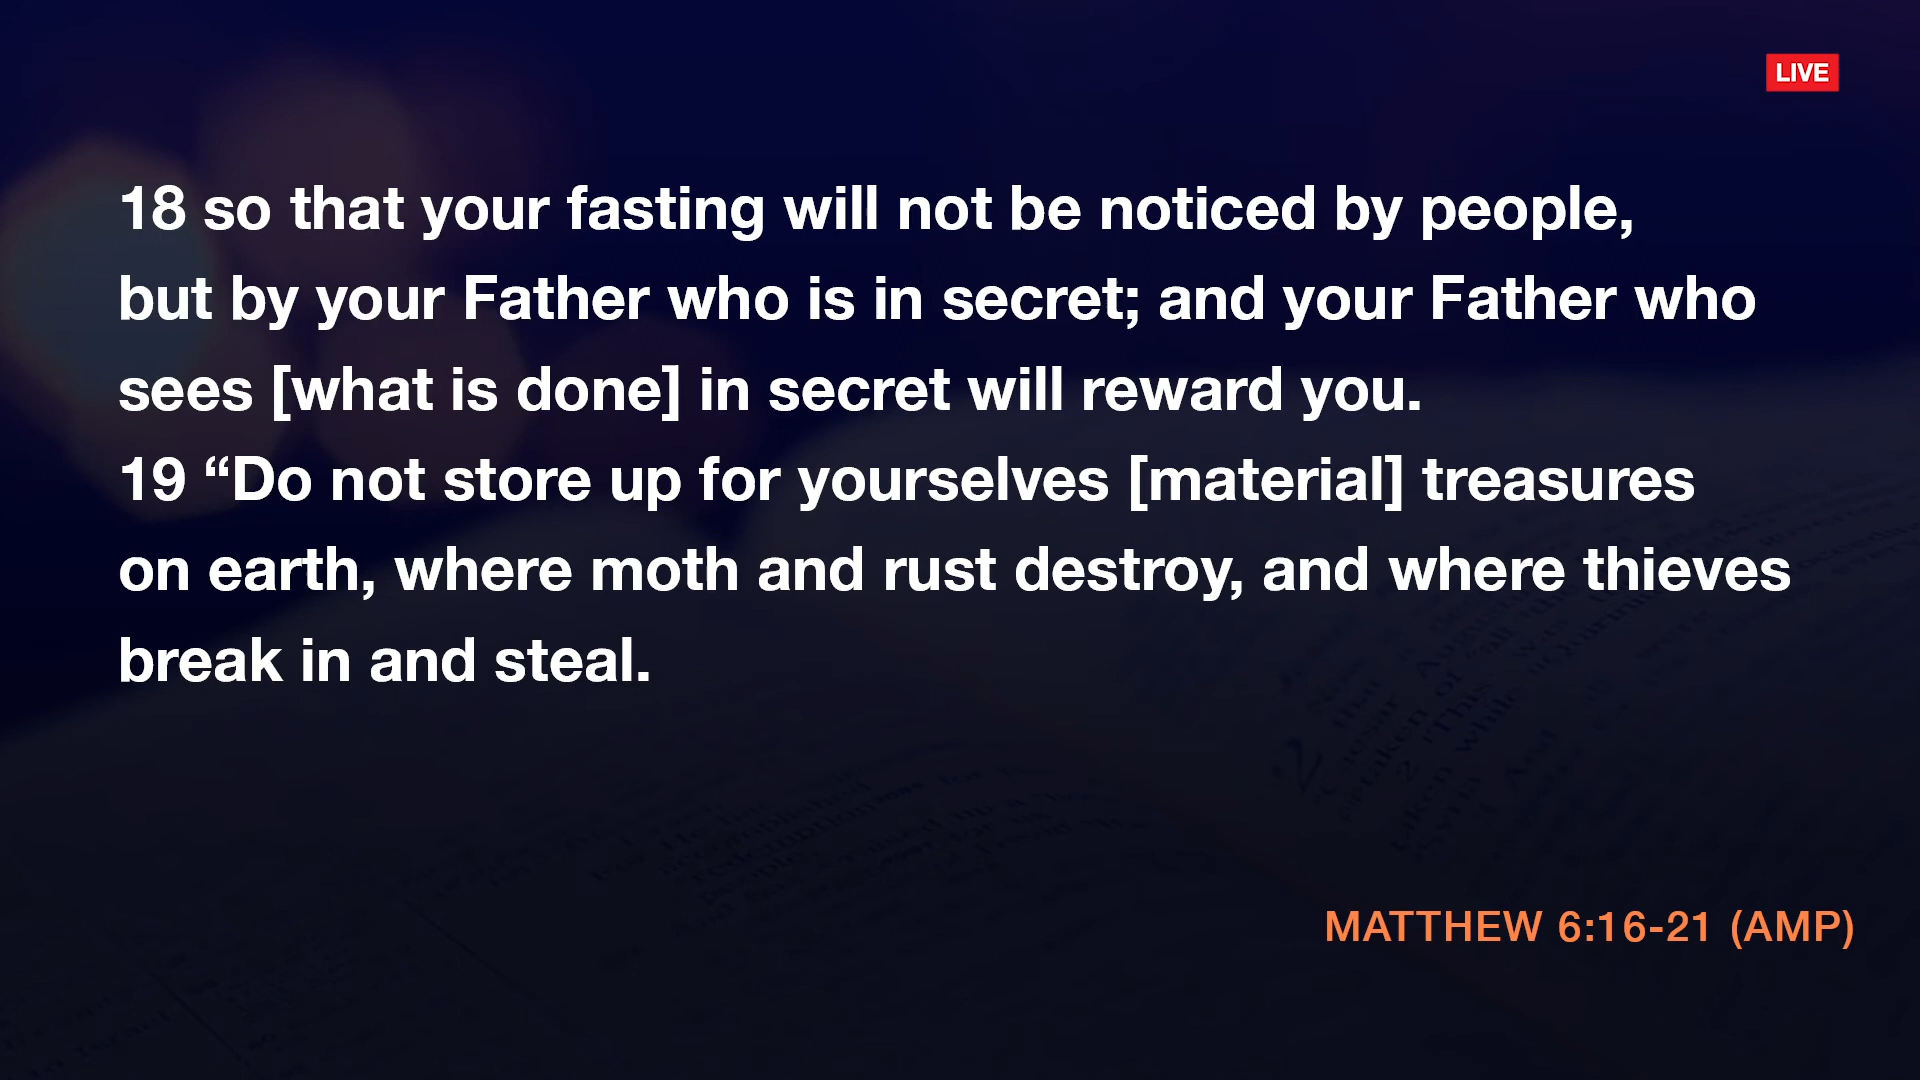 LIVE
18 so that your fasting will not be noticed by people,
but by your Father who is in secret; and your Father who
sees [what is done] in secret will reward you.
19 “Do not store up for yourselves [material] treasures
on earth, where moth and rust destroy, and where thieves
break in and steal.
MATTHEW 6:16-21 (AMP)